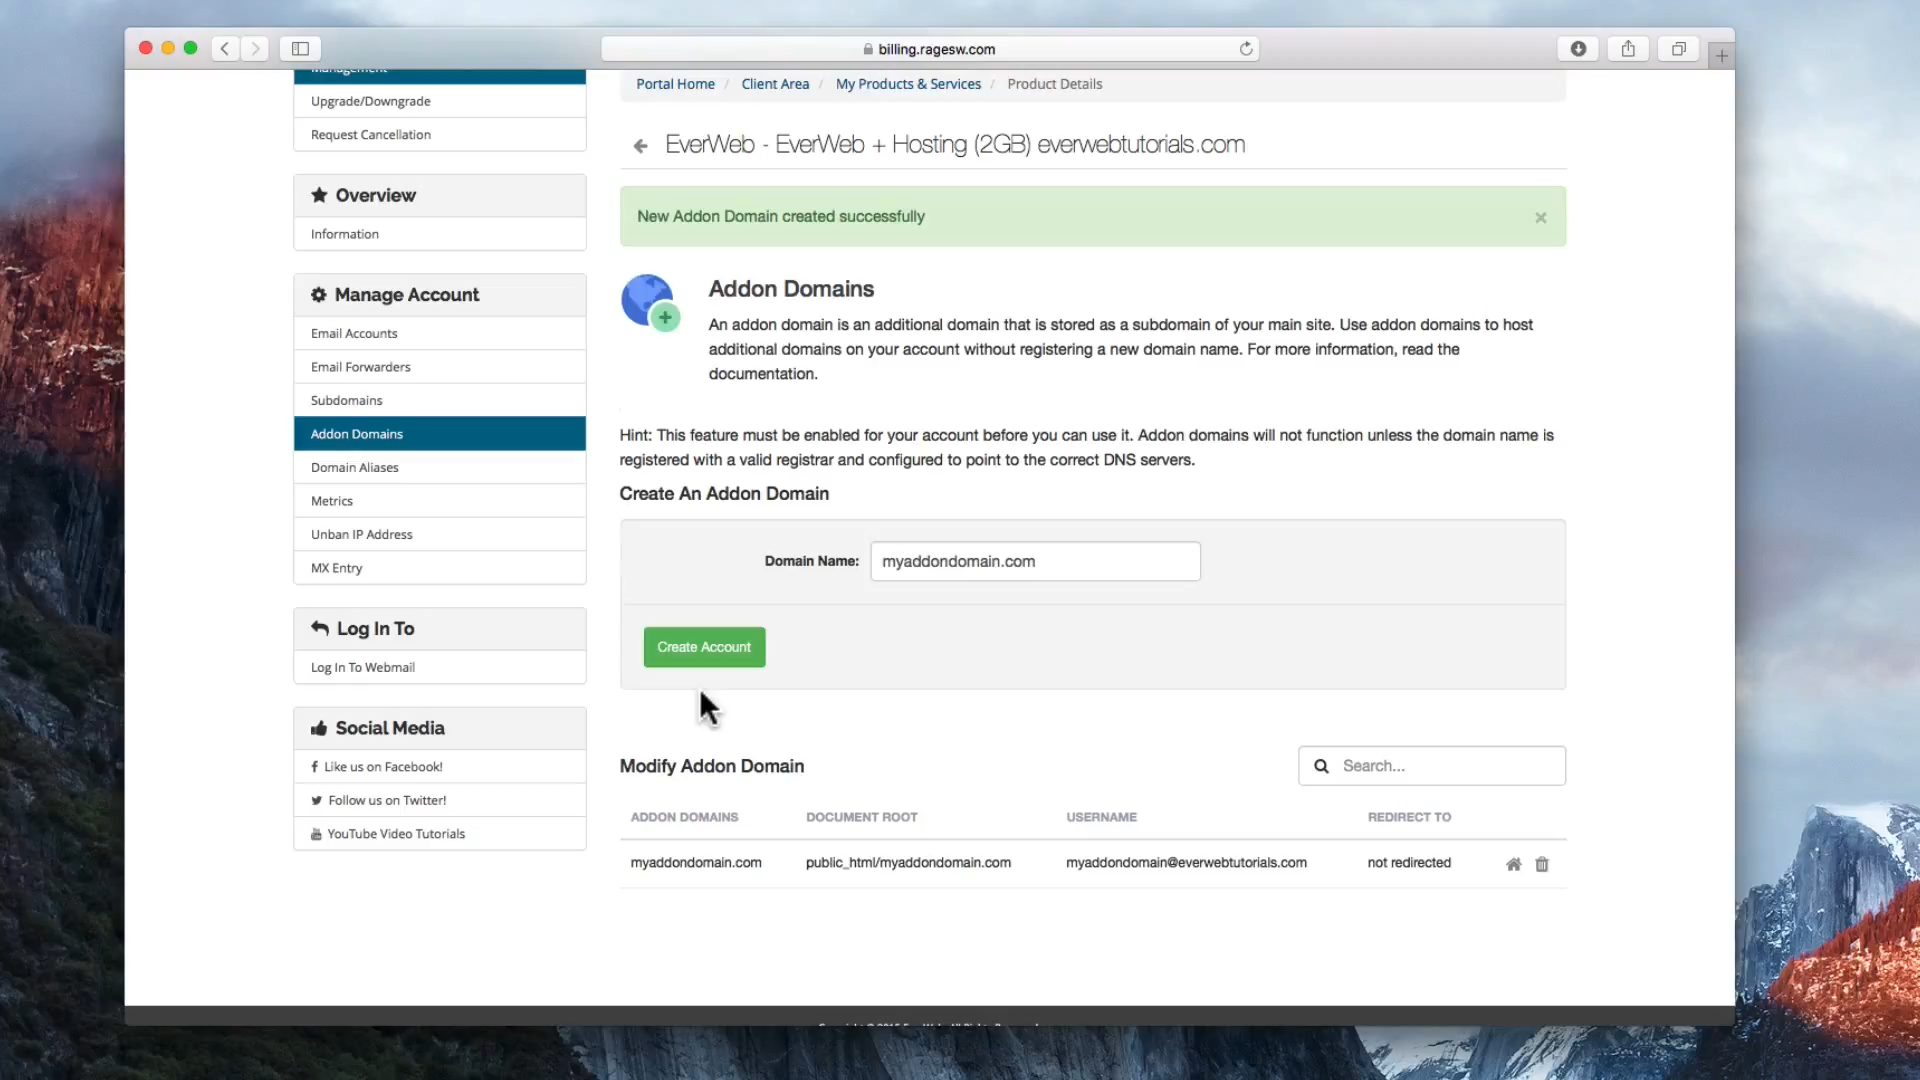 billing.ragesw.com
Management
Upgrade/Downgrade
Request Cancellation
Overview
Information
Manage Account
Email Accounts
Email Forwarders
Subdomains
Addon Domains
Domain Aliases
Metrics
Unban IP Address
MX Entry
Log In To
Log In To Webmail
Social Media
Like us on Facebook!
Follow us on Twitter!
YouTube Video Tutorials
Portal Home / Client Area / My Products & Services / Product Details
EverWeb - EverWeb + Hosting (2GB) everwebtutorials.com
New Addon Domain created successfully ×
Addon Domains
An addon domain is an additional domain that is stored as a subdomain of your main site. Use addon domains to host
additional domains on your account without registering a new domain name. For more information, read the
documentation.
Hint: This feature must be enabled for your account before you can use it. Addon domains will not function unless the domain name is
registered with a valid registrar and configured to point to the correct DNS servers.
Create An Addon Domain
Domain Name: myaddondomain.com
Create Account
Modify Addon Domain
Search...
ADDON DOMAINS DOCUMENT ROOT USERNAME REDIRECT TO
myaddondomain.com public_html/myaddondomain.com myaddondomain@everwebtutorials.com not redirected